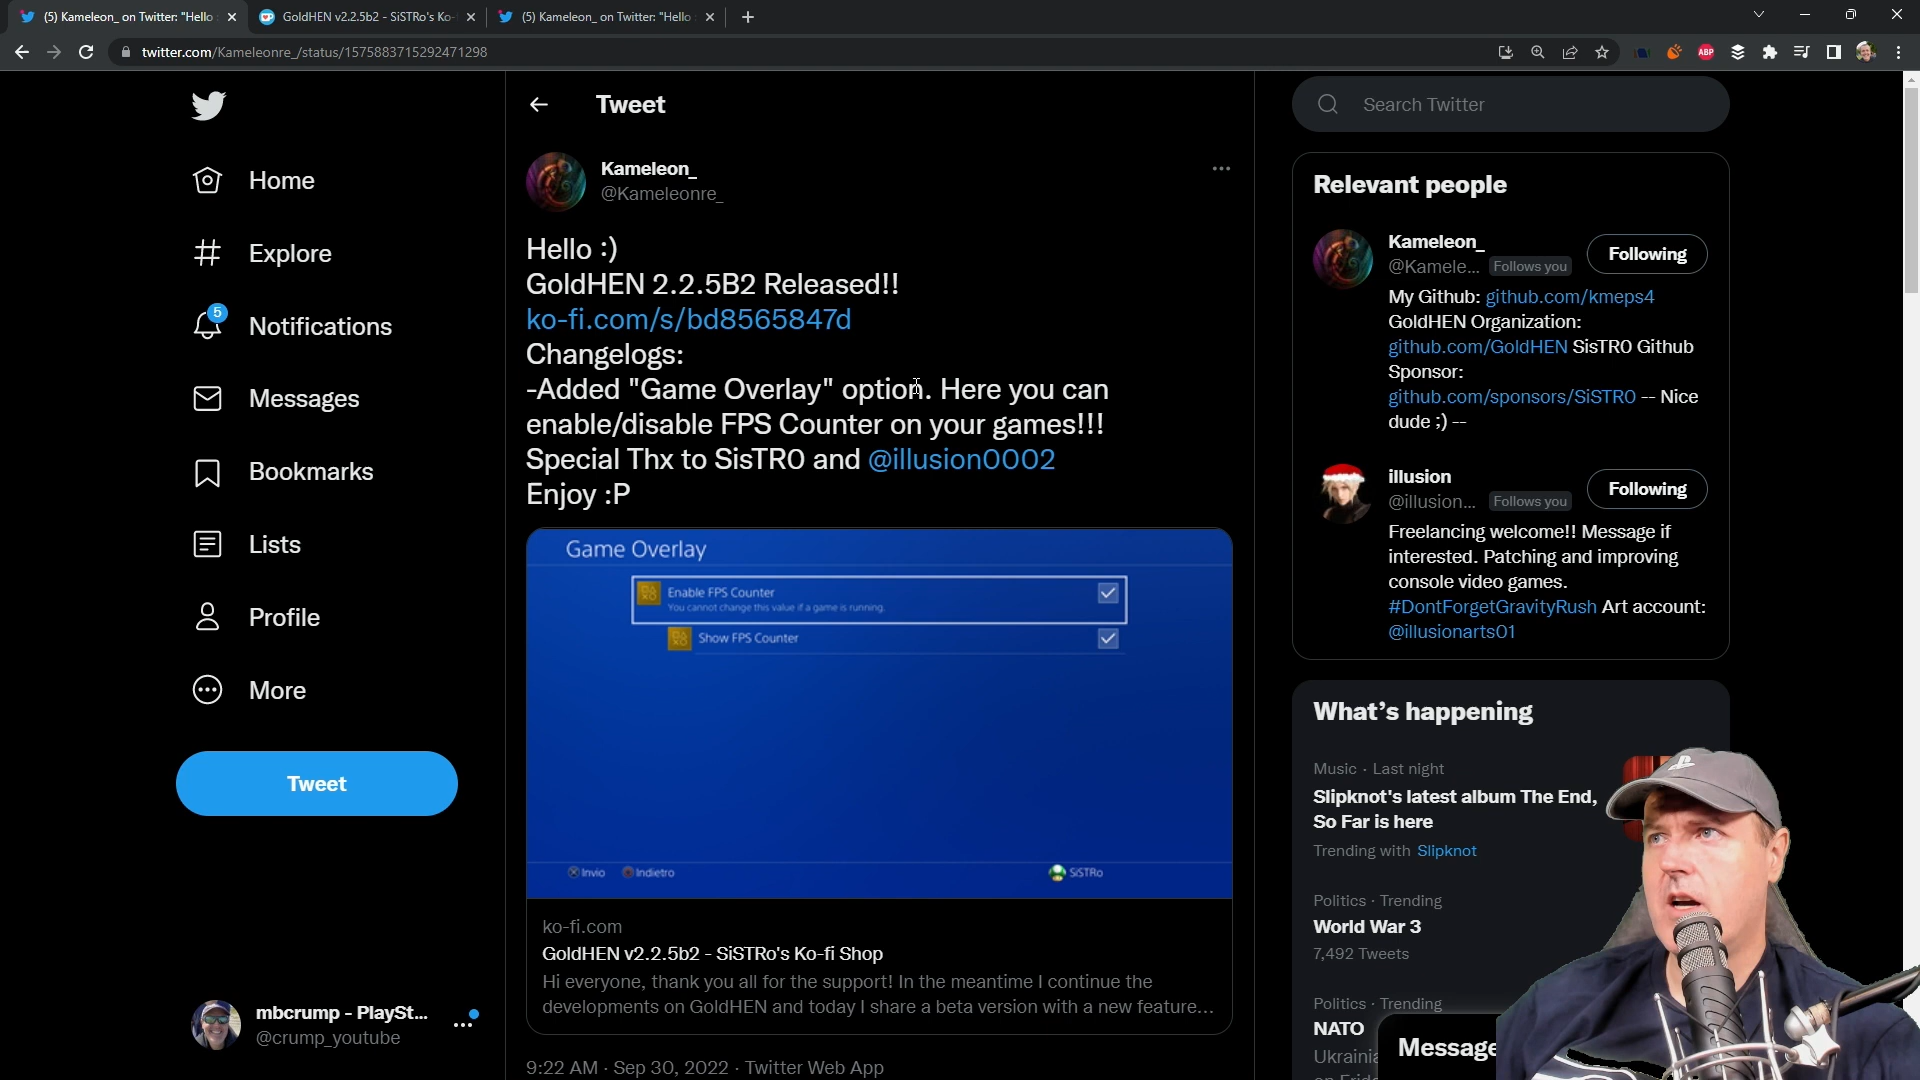 (5) Kameleon_ on Twitter: "Hello
GoldHEN v2.2.5b2 - SiSTRo's Ko-
(5) Kameleon_ on Twitter: "Hello
twitter.com/Kameleonre_/status/1575883715292471298
ABP
Home
Explore
5
Notifications
Messages
Bookmarks
Lists
Profile
More
Tweet
mbcrump - PlaySt...
@crump_youtube
Tweet
Kameleon_
@Kameleonre_
Hello :)
GoldHEN 2.2.5B2 Released!!
ko-fi.com/s/bd8565847d
Changelogs:
-Added "Game Overlay" option. Here you can
enable/disable FPS Counter on your games!!!
Special Thx to SisTR0 and @illusion0002
Enjoy :P
Game Overlay
Enable FPS Counter
You cannot change this value if a game is running.
Show FPS Counter
Invio Indietro
SiSTRo
ko-fi.com
GoldHEN v2.2.5b2 - SiSTRo's Ko-fi Shop
Hi everyone, thank you all for the support! In the meantime I continue the
developments on GoldHEN and today I share a beta version with a new feature...
9:22 AM · Sep 30, 2022 · Twitter Web App
Search Twitter
Relevant people
Kameleon_
@Kamele... Follows you
Following
My Github: github.com/kmeps4
GoldHEN Organization:
github.com/GoldHEN SisTR0 Github
Sponsor:
github.com/sponsors/SiSTR0 -- Nice
dude ;) --
illusion
@illusion... Follows you
Following
Freelancing welcome!! Message if
interested. Patching and improving
console video games.
#DontForgetGravityRush Art account:
@illusionarts01
What's happening
Music · Last night
Slipknot's latest album The End,
So Far is here
Trending with Slipknot
Politics · Trending
World War 3
7,492 Tweets
Politics · Trending
NATO
Ukraini
on Frid
Message